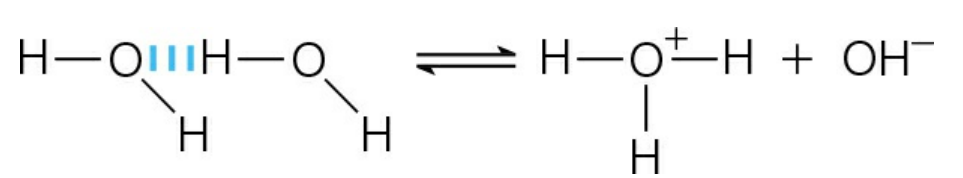 H—O|||H—O ⇌ H—O⁺—H + OH⁻
H H H